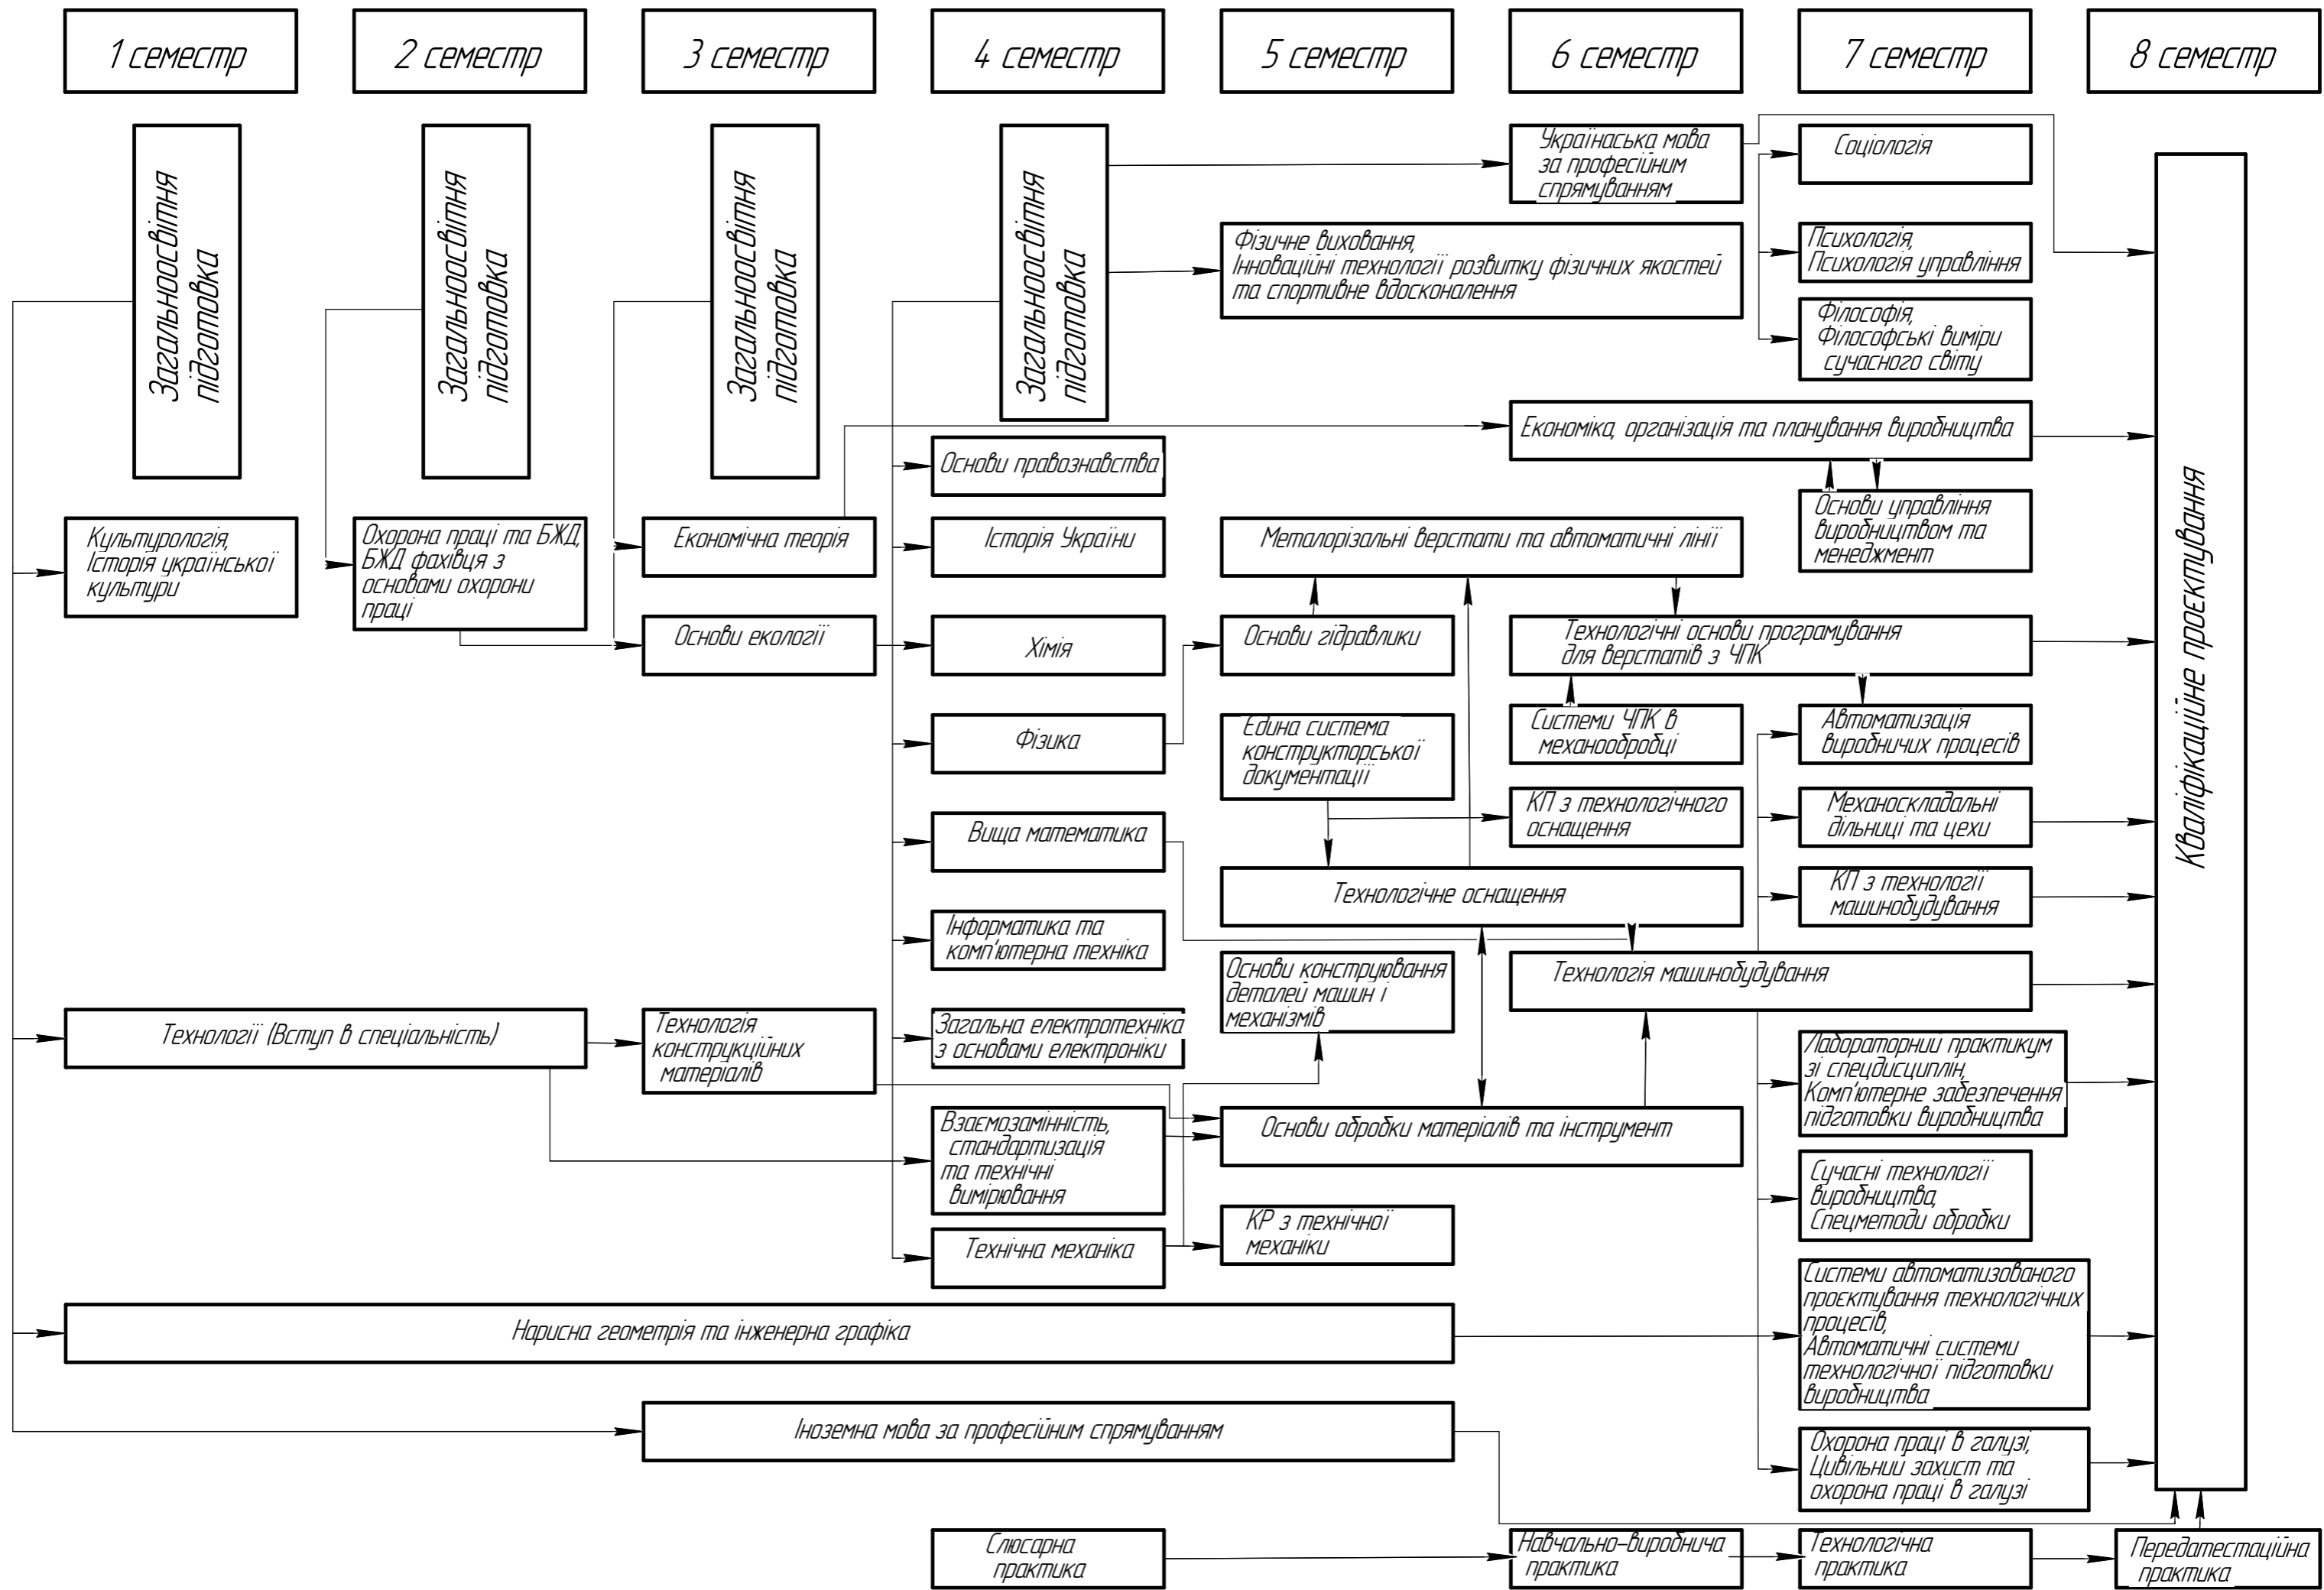 1 семестр
2 семестр
3 семестр
4 семестр
5 семестр
6 семестр
7 семестр
8 семестр
Загальноосвітня
підготовка
Загальноосвітня
підготовка
Загальноосвітня
підготовка
Загальноосвітня
підготовка
Українаська мова
за професійним
спрямуванням
Соціологія
Фізичне виховання,
Інноваційні технології розвитку фізичних якостей
та спортивне вдосконалення
Психологія,
Психологія управління
Філософія,
Філософські виміри
сучасного світу
Економіка, організація та планування виробництва
Основи правознавства
Основи управління
виробництвом та
менеджмент
Культурологія,
Історія української
культури
Охорона праці та БЖД,
БЖД фахівця з
основами охорони
праці
Економічна теорія
Історія України
Металорізальні верстати та автоматичні лінії
Основи екології
Хімія
Основи гідравлики
Технологічні основи програмування
для верстатів з ЧПК
Фізика
Єдина система
конструкторської
документації
Системи ЧПК в
механообробці
Автоматизація
виробничих процесів
Вища математика
КП з технологічного
оснащення
Механоскладальні
дільниці та цехи
Технологічне оснащення
КП з технології
машинобудування
Інформатика та
комп'ютерна техніка
Основи конструювання
деталей машин і
механізмів
Технологія машинобудування
Технології (Вступ в спеціальність)
Технологія
конструкційних
матеріалів
Загальна електротехніка
з основами електроніки
Лабораторний практикум
зі спецдисциплін,
Комп'ютерне забезпечення
підготовки виробництва
Взаємозамінність,
стандартизація
та технічні
вимірювання
Основи обробки матеріалів та інструмент
Сучасні технології
виробництва,
Спецметоди обробки
Технічна механіка
КР з технічної
механіки
Нарисна геометрія та інженерна графіка
Системи автоматизованого
проєктування технологічних
процесів,
Автоматичні системи
технологічної підготовки
виробництва
Іноземна мова за професійним спрямуванням
Охорона праці в галузі,
Цивільний захист та
охорона праці в галузі
Кваліфікаційне проєктування
Слюсарна
практика
Навчально-виробнича
практика
Технологічна
практика
Передатестаційна
практика